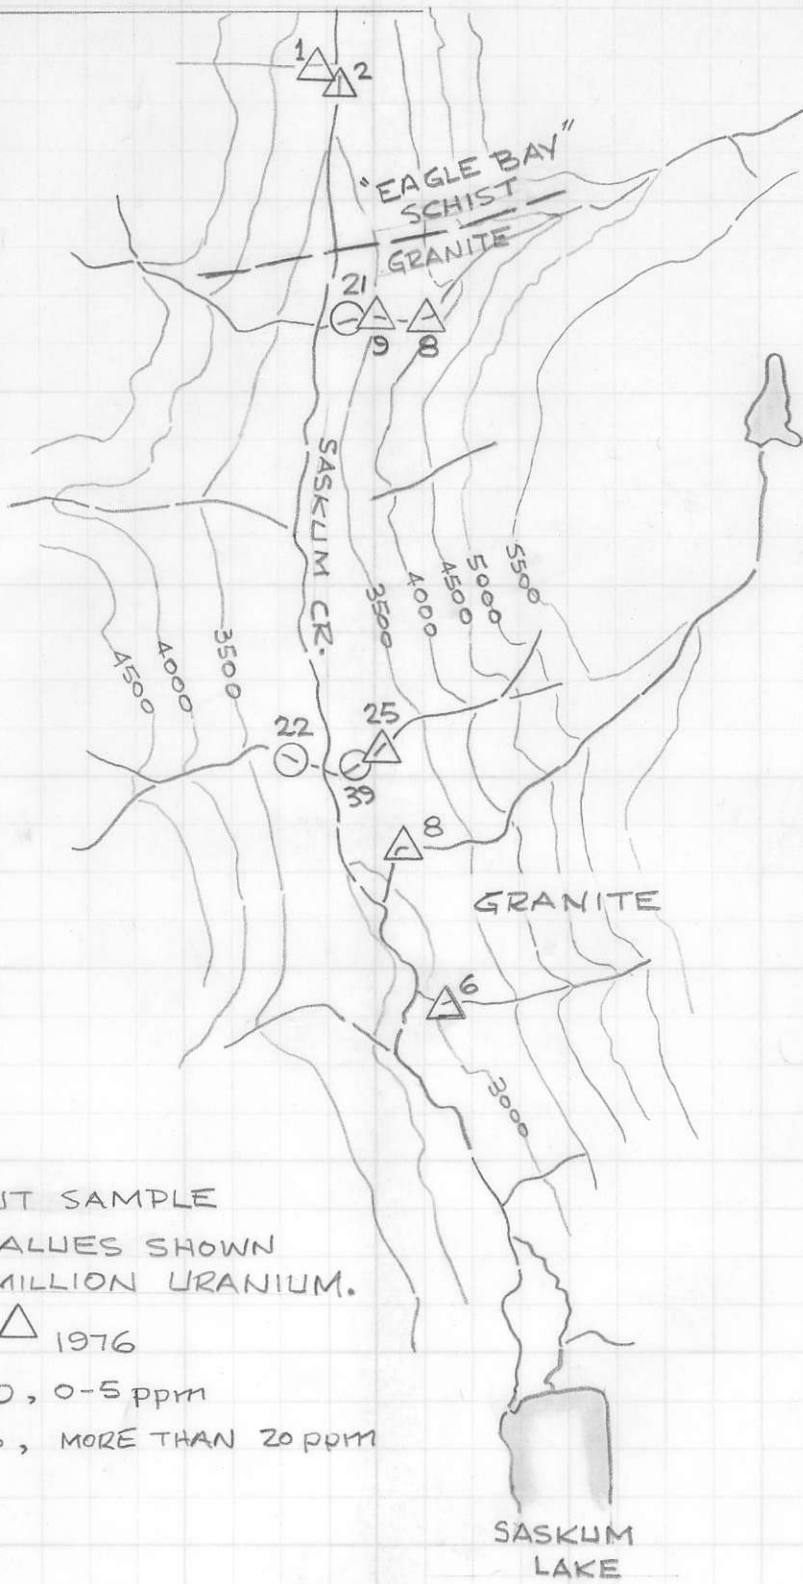 1
2
"EAGLE BAY"
SCHIST
GRANITE
21
9
8
SASKUM CR.
3500
4000
4500
5000
5500
4500
4000
3500
22
25
39
8
GRANITE
6
3000
SAMPLE
SHOWN
MILLION URANIUM.
1976
, 0-5 ppm
, MORE THAN 20 ppm
SASKUM
LAKE